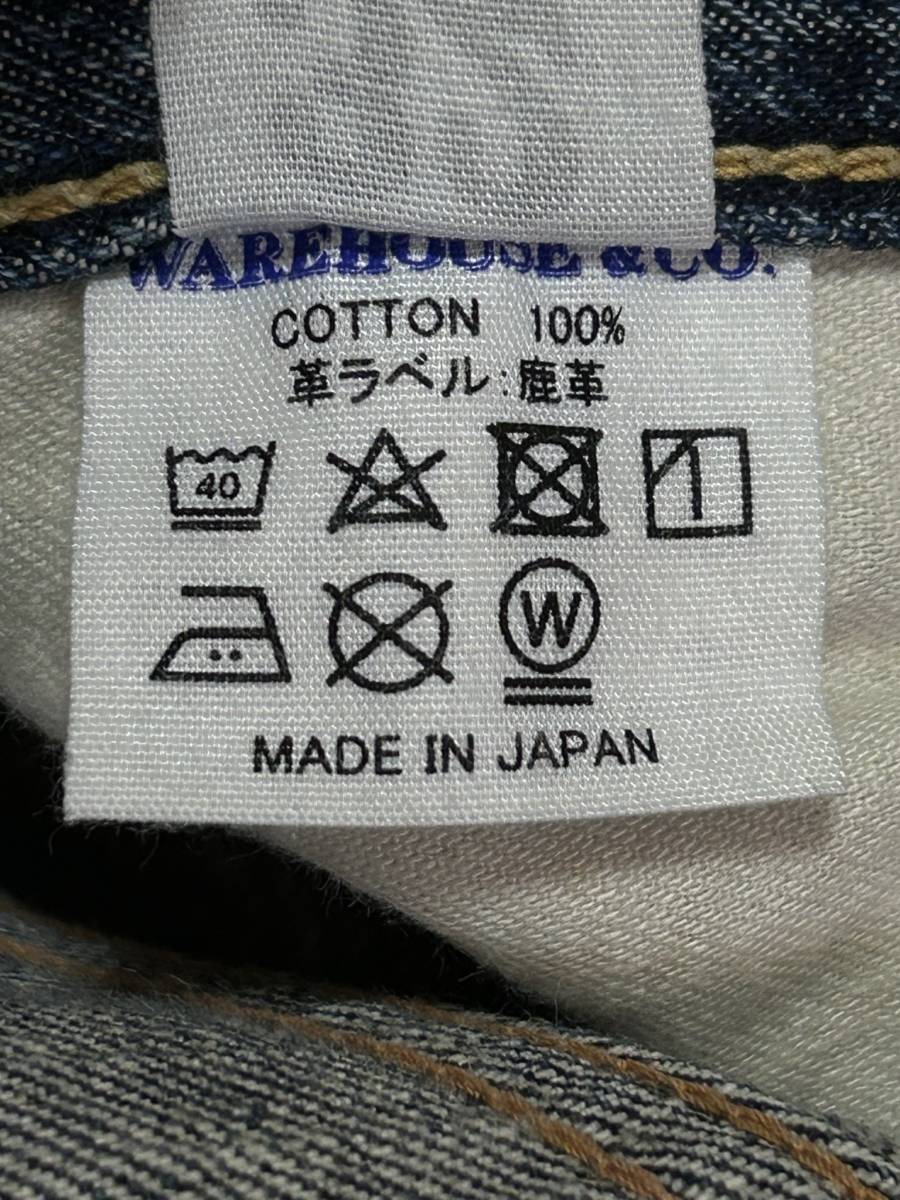 WAREHOUSE & CO.
COTTON 100%
革ラベル:鹿革
40
W
MADE IN JAPAN